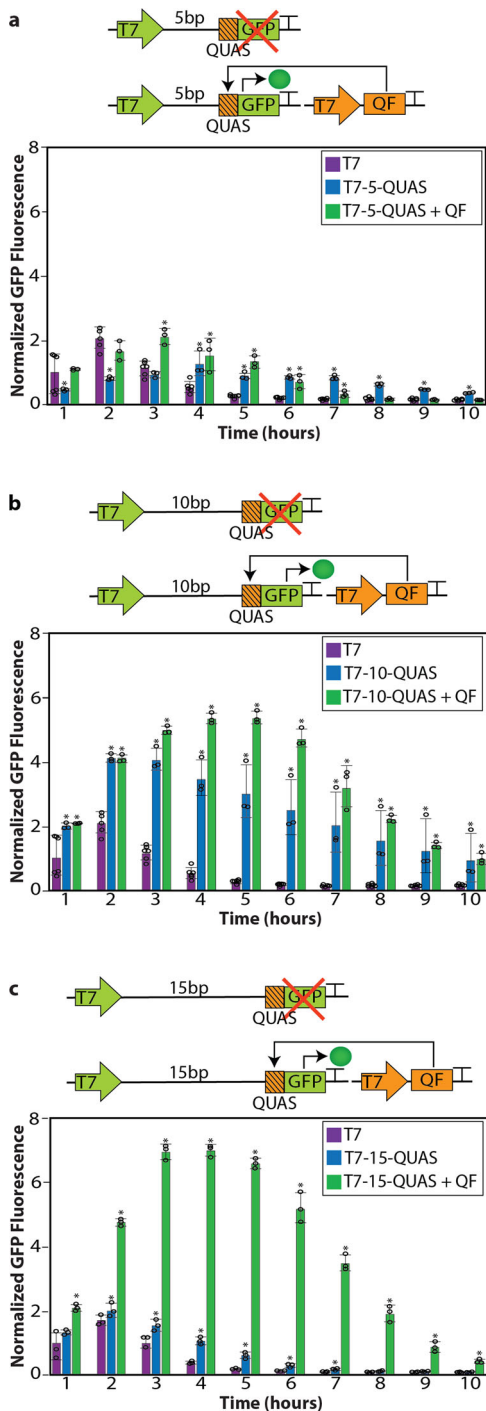 a
T7
5bp
GFP
QUAS
T7
5bp
GFP
T7
QF
QUAS
8
6
4
2
0
Normalized GFP Fluorescence
T7
T7-5-QUAS
T7-5-QUAS + QF
* * * * * * * * * * * * * * *
1 2 3 4 5 6 7 8 9 10
Time (hours)
b
T7
10bp
GFP
QUAS
T7
10bp
GFP
T7
QF
QUAS
8
6
4
2
0
Normalized GFP Fluorescence
T7
T7-10-QUAS
T7-10-QUAS + QF
* * * * * * * * * * * * * * * * * * * *
1 2 3 4 5 6 7 8 9 10
Time (hours)
c
T7
15bp
GFP
QUAS
T7
15bp
GFP
T7
QF
QUAS
8
6
4
2
0
Normalized GFP Fluorescence
T7
T7-15-QUAS
T7-15-QUAS + QF
* * * * * * * * * * * * * * * *
1 2 3 4 5 6 7 8 9 10
Time (hours)